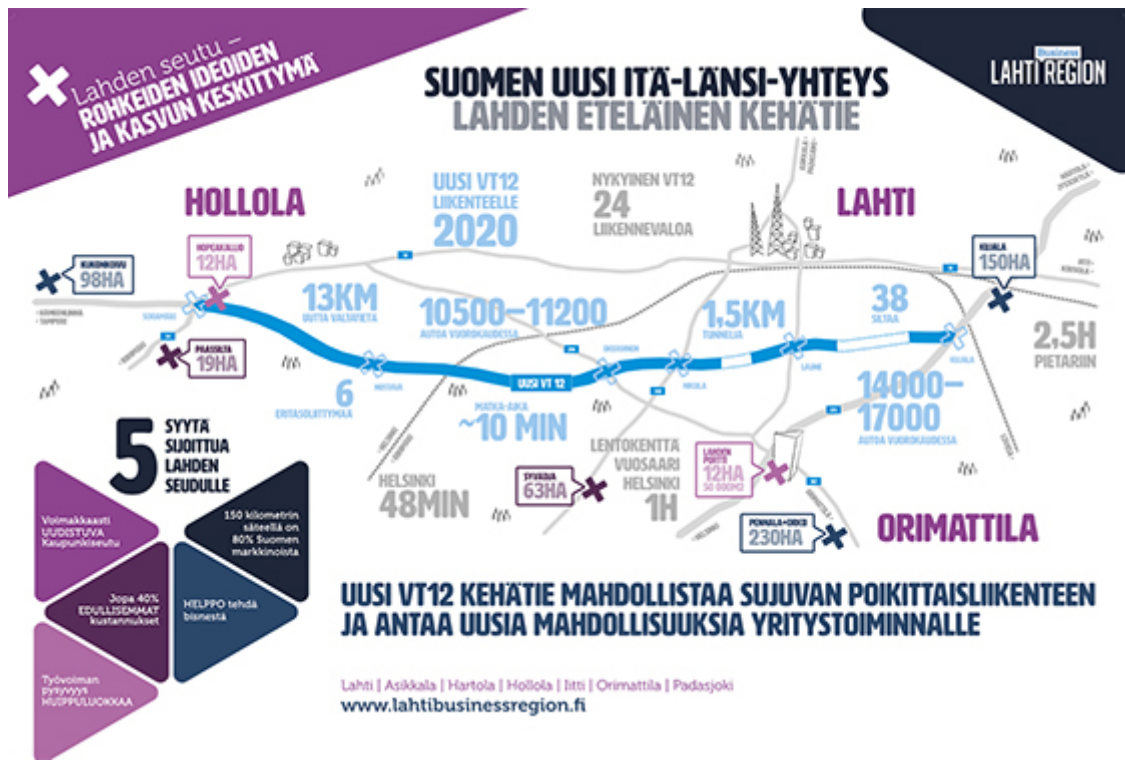 Lahden seutu –
ROHKEIDEN IDEOIDEN
JA KASVUN KESKITTYMÄ
Business
LAHTI REGION
SUOMEN UUSI ITÄ-LÄNSI-YHTEYS
LAHDEN ETELÄINEN KEHÄTIE
HOLLOLA
UUSI VT12
LIIKENTEELLE
2020
NYKYINEN VT12
24
LIIKENNEVALOA
LAHTI
KUKONKOIVU
98HA
HOPEAKALLIO
12HA
KUJALA
150HA
13KM
UUTTA VALTATIETÄ
10500–11200
AUTOA VUOROKAUDESSA
1,5KM
TUNNELIA
38
SILTAA
2,5H
PIETARIIN
PAASSILTA
19HA
UUSI VT 12
NIKULA
LAUNE
KUJALA
6
ERITASOLIITTYMÄÄ
MATKA-AIKA
~10 MIN
14000–
17000
AUTOA VUOROKAUDESSA
5
SYYTÄ
SIJOITTUA
LAHDEN
SEUDULLE
HELSINKI
48MIN
SYVÄOJA
63HA
LENTOKENTTÄ
VUOSAARI
HELSINKI
1H
LAHDEN
PORTTI
12HA
50 000M2
PENNALA+
230HA
ORIMATTILA
Voimakkaasti
UUDISTUVA
Kaupunkiseutu
150 kilometrin
säteellä on
80% Suomen
markkinoista
Jopa 40%
EDULLISEMMAT
kustannukset
HELPPO tehdä
bisnestä
Työvoiman
pysyvyys
HUIPPULUOKKAA
UUSI VT12 KEHÄTIE MAHDOLLISTAA SUJUVAN POIKITTAISLIIKENTEEN
JA ANTAA UUSIA MAHDOLLISUUKSIA YRITYSTOIMINNALLE
Lahti | Asikkala | Hartola | Hollola | Iitti | Orimattila | Padasjoki
www.lahtibusinessregion.fi